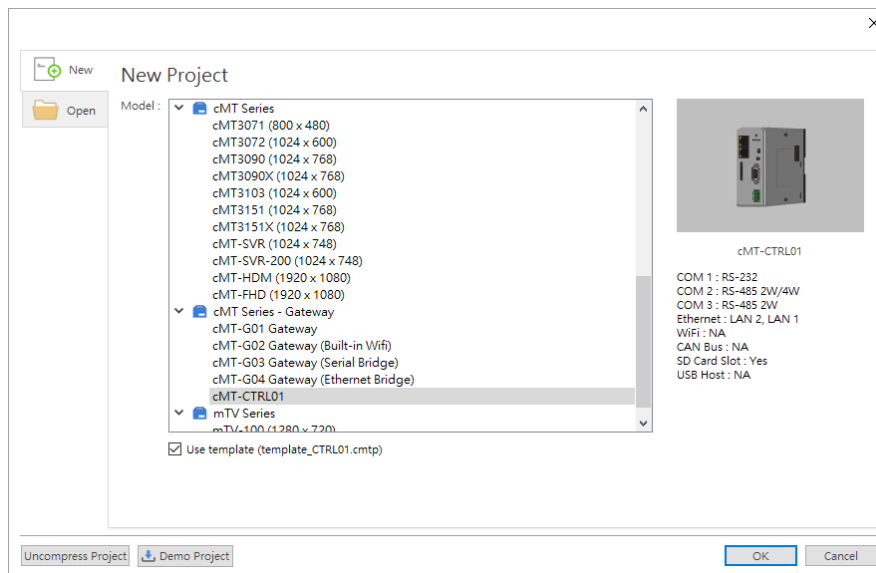 New
Open
New Project
Model :
cMT Series
cMT3071 (800 x 480)
cMT3072 (1024 x 600)
cMT3090 (1024 x 768)
cMT3090X (1024 x 768)
cMT3103 (1024 x 600)
cMT3151 (1024 x 768)
cMT3151X (1024 x 768)
cMT-SVR (1024 x 748)
cMT-SVR-200 (1024 x 748)
cMT-HDM (1920 x 1080)
cMT-FHD (1920 x 1080)
cMT Series - Gateway
cMT-G01 Gateway
cMT-G02 Gateway (Built-in Wifi)
cMT-G03 Gateway (Serial Bridge)
cMT-G04 Gateway (Ethernet Bridge)
cMT-CTRL01
mTV Series
mTV-100 (1280 x 720)
Use template (template_CTRL01.cmtp)
cMT-CTRL01
COM 1 : RS-232
COM 2 : RS-485 2W/4W
COM 3 : RS-485 2W
Ethernet : LAN 2, LAN 1
WiFi : NA
CAN Bus : NA
SD Card Slot : Yes
USB Host : NA
Uncompress Project
Demo Project
OK
Cancel